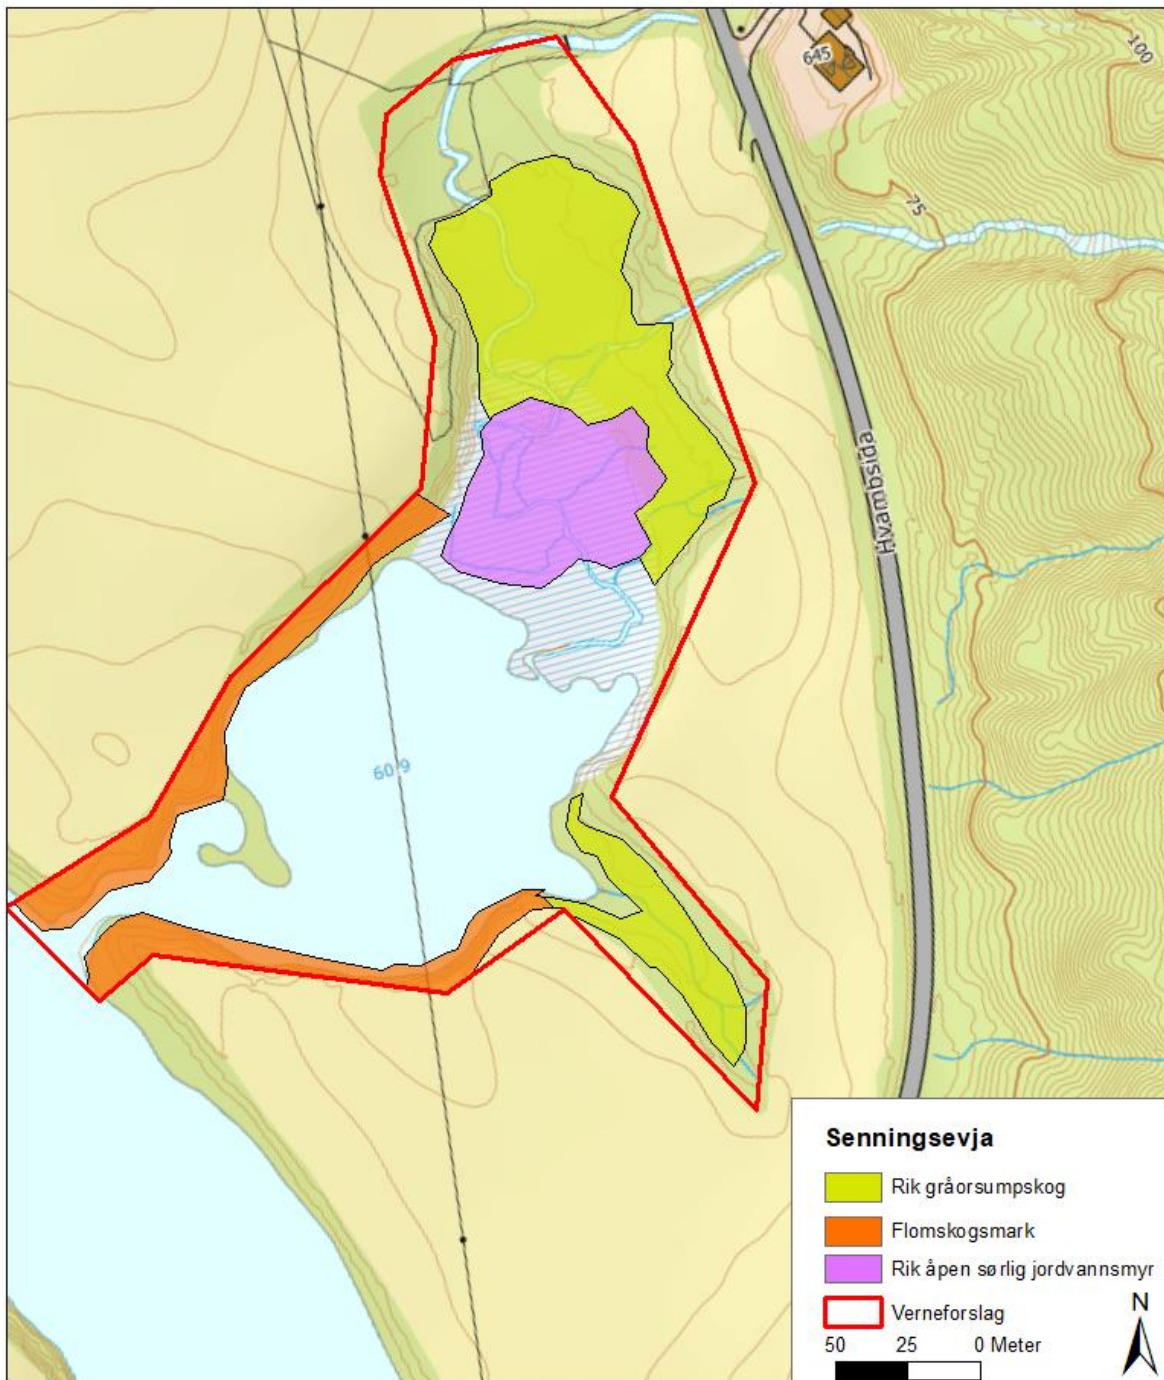 645
100
75
Hvambsida
60.9
Senningsevja
Rik gråorsumpskog
Flomskogsmark
Rik åpen sørlig jordvannsmyr
Verneforslag
N
50 25 0 Meter